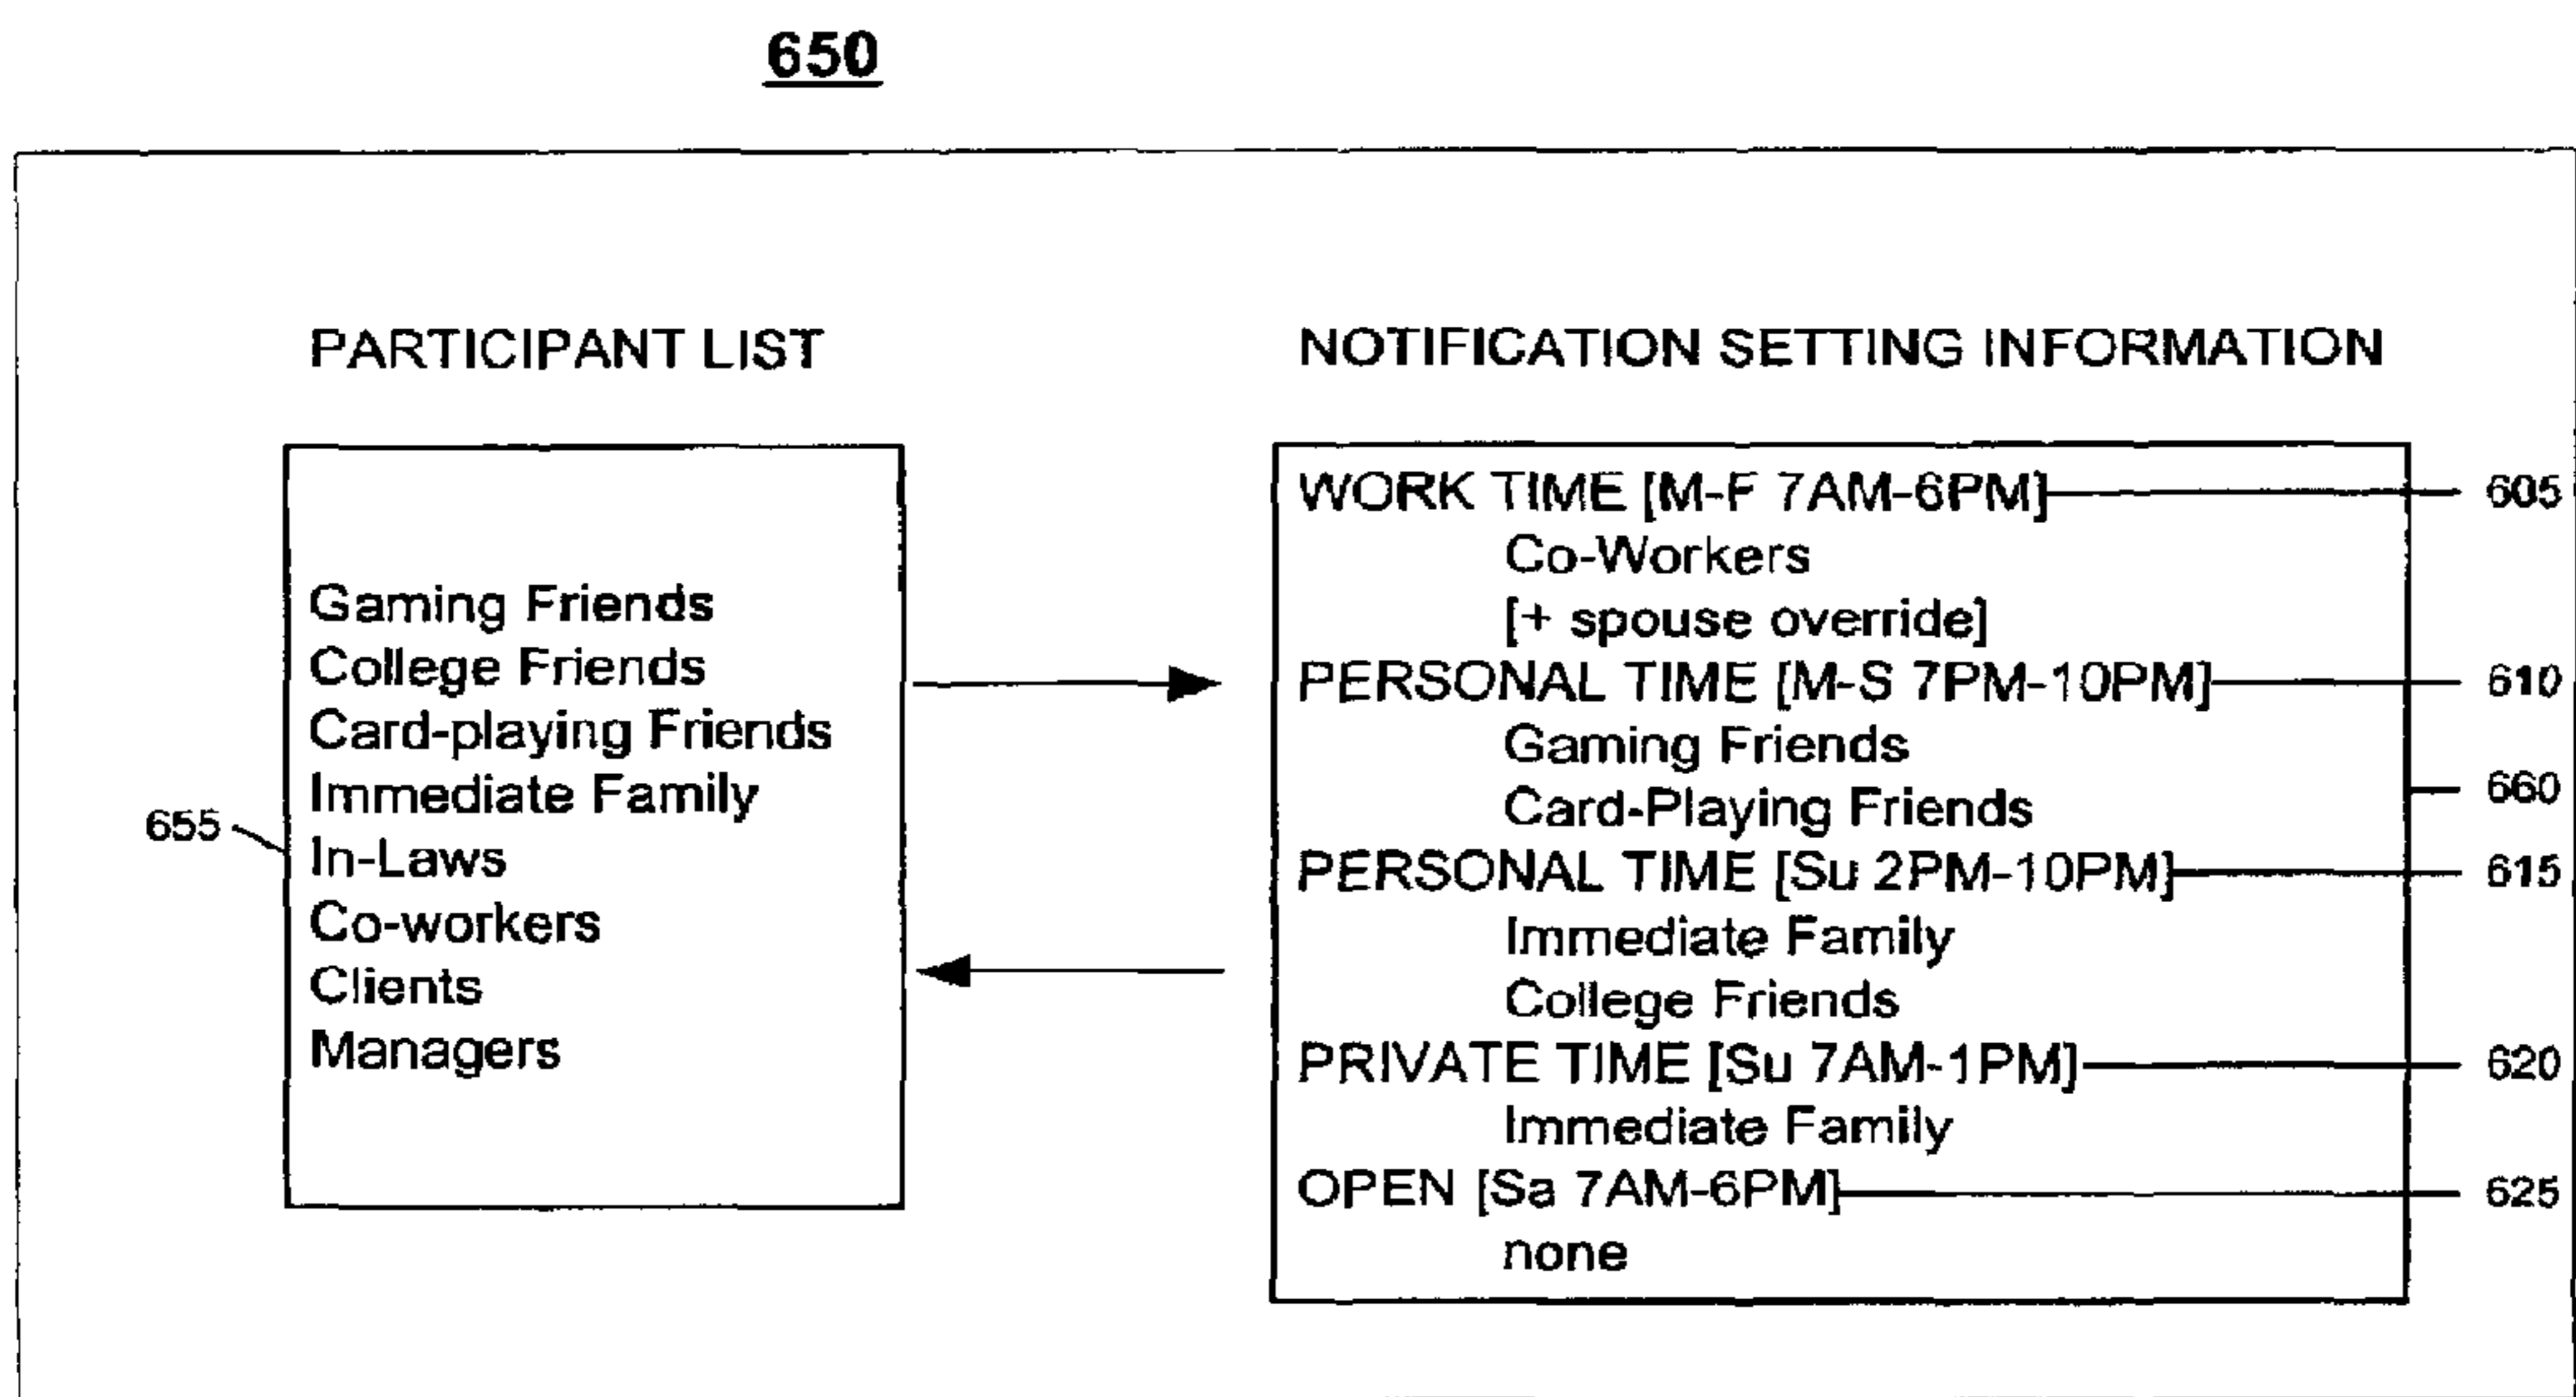 650
PARTICIPANT LIST
Gaming Friends
College Friends
Card-playing Friends
Immediate Family
In-Laws
Co-workers
Clients
Managers
655
NOTIFICATION SETTING INFORMATION
WORK TIME [M-F 7AM-6PM] 605
Co-Workers
[+ spouse override]
PERSONAL TIME [M-S 7PM-10PM] 610
Gaming Friends
660
Card-Playing Friends
PERSONAL TIME [Su 2PM-10PM] 615
Immediate Family
College Friends
PRIVATE TIME [Su 7AM-1PM] 620
Immediate Family
OPEN [Sa 7AM-6PM] 625
none